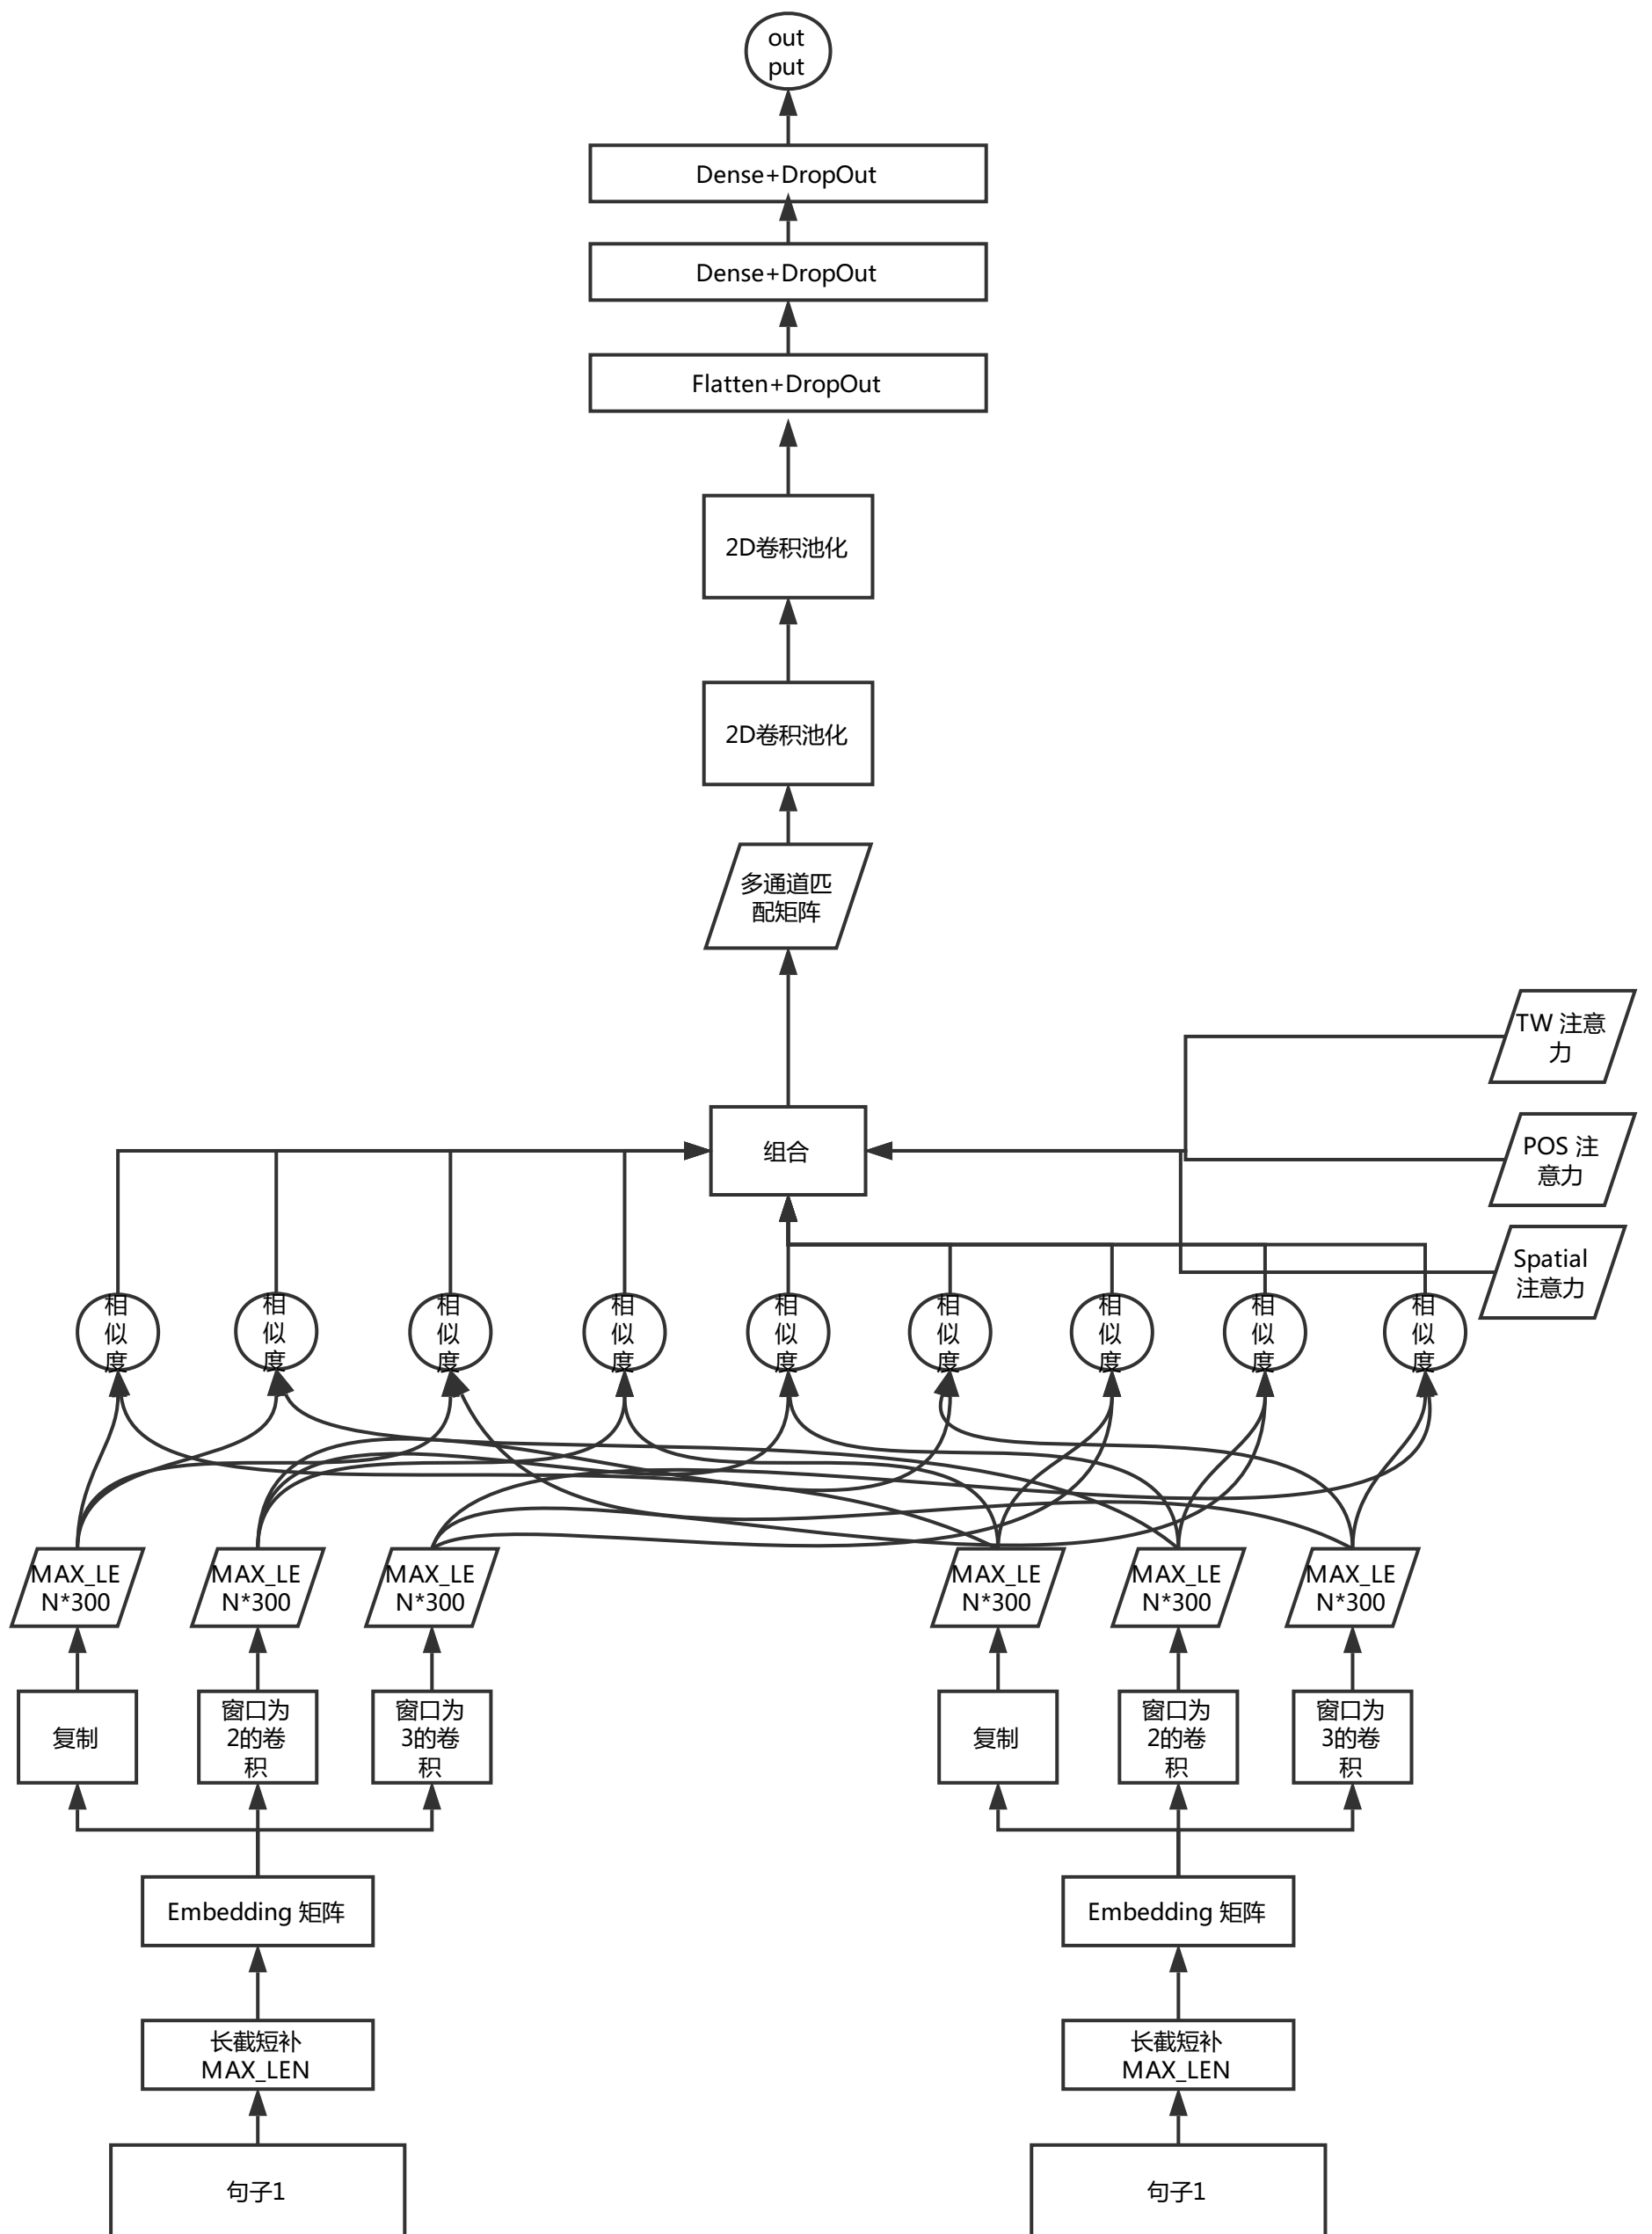 out
put
Dense+DropOut
Dense+DropOut
Flatten+DropOut
2D卷积池化
2D卷积池化
多通道匹
配矩阵
TW 注意
力
组合
POS 注
意力
Spatial
注意力
相
似
度
相
似
度
相
似
度
相
似
度
相
似
度
相
似
度
相
似
度
相
似
度
相
似
度
MAX_LE
N*300
MAX_LE
N*300
MAX_LE
N*300
MAX_LE
N*300
MAX_LE
N*300
MAX_LE
N*300
复制
窗口为
2的卷
积
窗口为
3的卷
积
复制
窗口为
2的卷
积
窗口为
3的卷
积
Embedding 矩阵
Embedding 矩阵
长截短补
MAX_LEN
长截短补
MAX_LEN
句子1
句子1